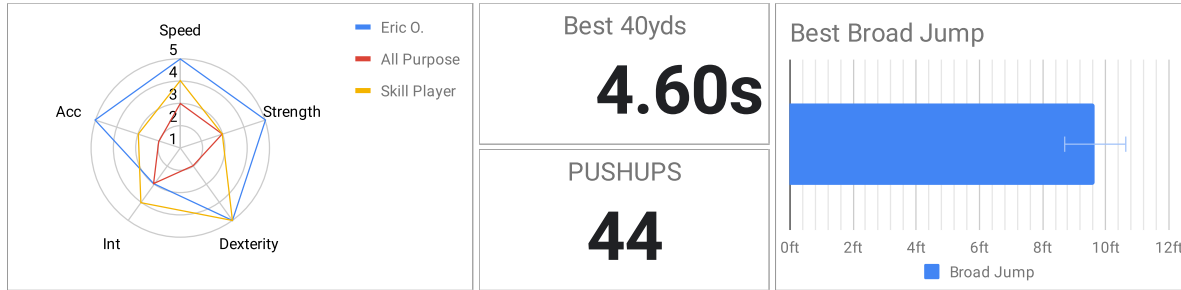 Speed
5
4
3
2
1
Acc
Strength
Int
Dexterity
Eric O.
All Purpose
Skill Player
Best 40yds
4.60s
PUSHUPS
44
Best Broad Jump
0ft 2ft 4ft 6ft 8ft 10ft 12ft
Broad Jump